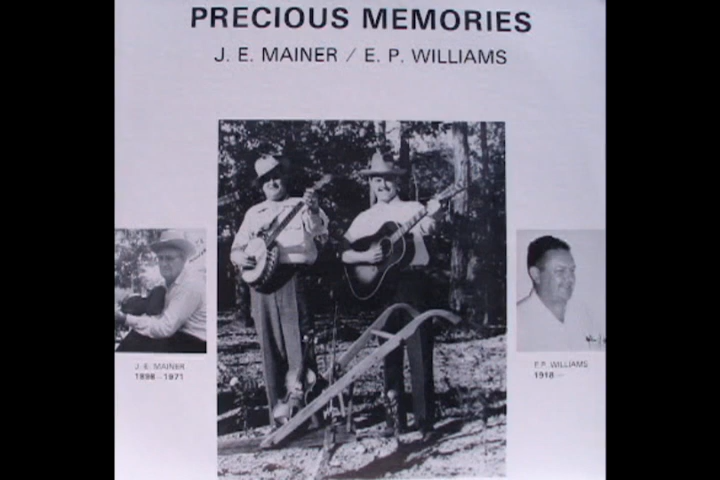 PRECIOUS MEMORIES
J. E. MAINER / E. P. WILLIAMS
J. E. MAINER
1898-1971
E.P. WILLIAMS
1918-